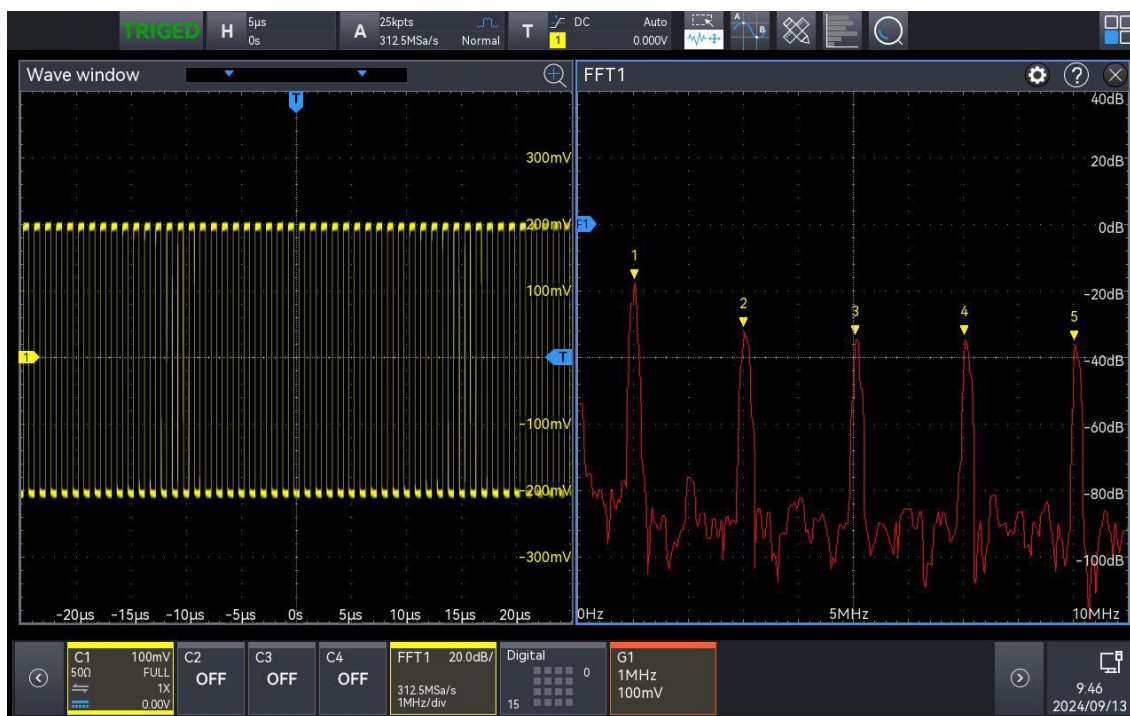 TRIGED H 5µs 0s A 25kpts 312.5MSa/s Normal T 1 DC Auto 0.000V A B
Wave window
T
300mV
200mV
100mV
1
T
-100mV
-200mV
-300mV
-20µs -15µs -10µs -5µs 0s 5µs 10µs 15µs 20µs
FFT1
?
40dB
20dB
F1
0dB
1
-20dB
2
3
4
5
-40dB
-60dB
-80dB
-100dB
0Hz 5MHz 10MHz
C1 100mV
50Ω FULL
1X
0.00V
C2
OFF
C3
OFF
C4
OFF
FFT1 20.0dB/
312.5MSa/s
1MHz/div
Digital
0
15
G1
1MHz
100mV
9:46
2024/09/13